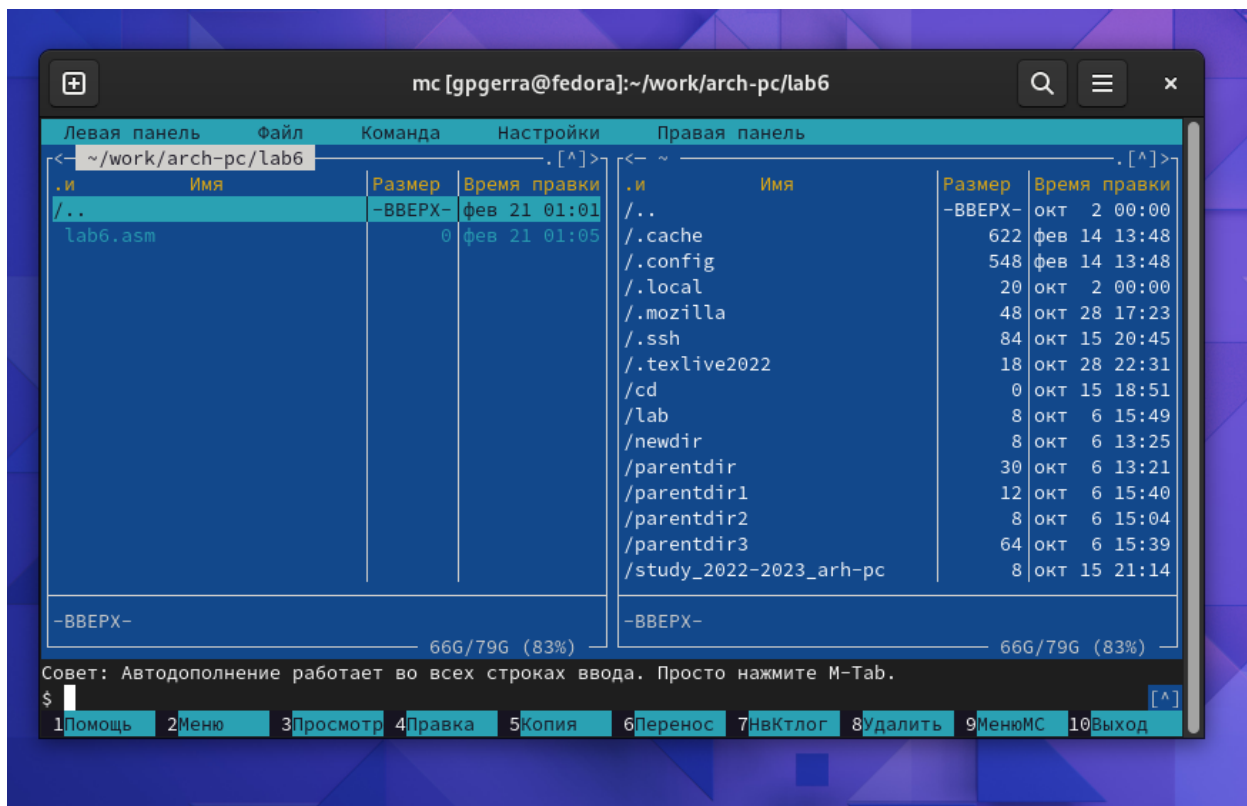 mc [gpgerra@fedora]:~/work/arch-pc/lab6
Левая панель Файл Команда Настройки Правая панель
<— ~/work/arch-pc/lab6 .[^]>
.и Имя Размер Время правки
/.. -ВВЕРХ- фев 21 01:01
lab6.asm 0 фев 21 01:05
-ВВЕРХ-
66G/79G (83%)
<— ~ .[^]>
.и Имя Размер Время правки
/.. -ВВЕРХ- окт 2 00:00
/.cache 622 фев 14 13:48
/.config 548 фев 14 13:48
/.local 20 окт 2 00:00
/.mozilla 48 окт 28 17:23
/.ssh 84 окт 15 20:45
/.texlive2022 18 окт 28 22:31
/cd 0 окт 15 18:51
/lab 8 окт 6 15:49
/newdir 8 окт 6 13:25
/parentdir 30 окт 6 13:21
/parentdir1 12 окт 6 15:40
/parentdir2 8 окт 6 15:04
/parentdir3 64 окт 6 15:39
/study_2022-2023_arh-pc 8 окт 15 21:14
-ВВЕРХ-
66G/79G (83%)
Совет: Автодополнение работает во всех строках ввода. Просто нажмите M-Tab.
$ [^]
1Помощь 2Меню 3Просмотр 4Правка 5Копия 6Перенос 7НвКтлог 8Удалить 9МенюMC 10Выход